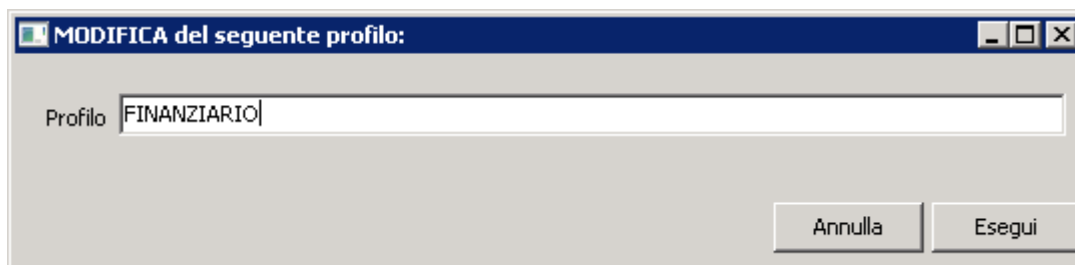 MODIFICA del seguente profilo:
Profilo FINANZIARIO
Annulla Esegui